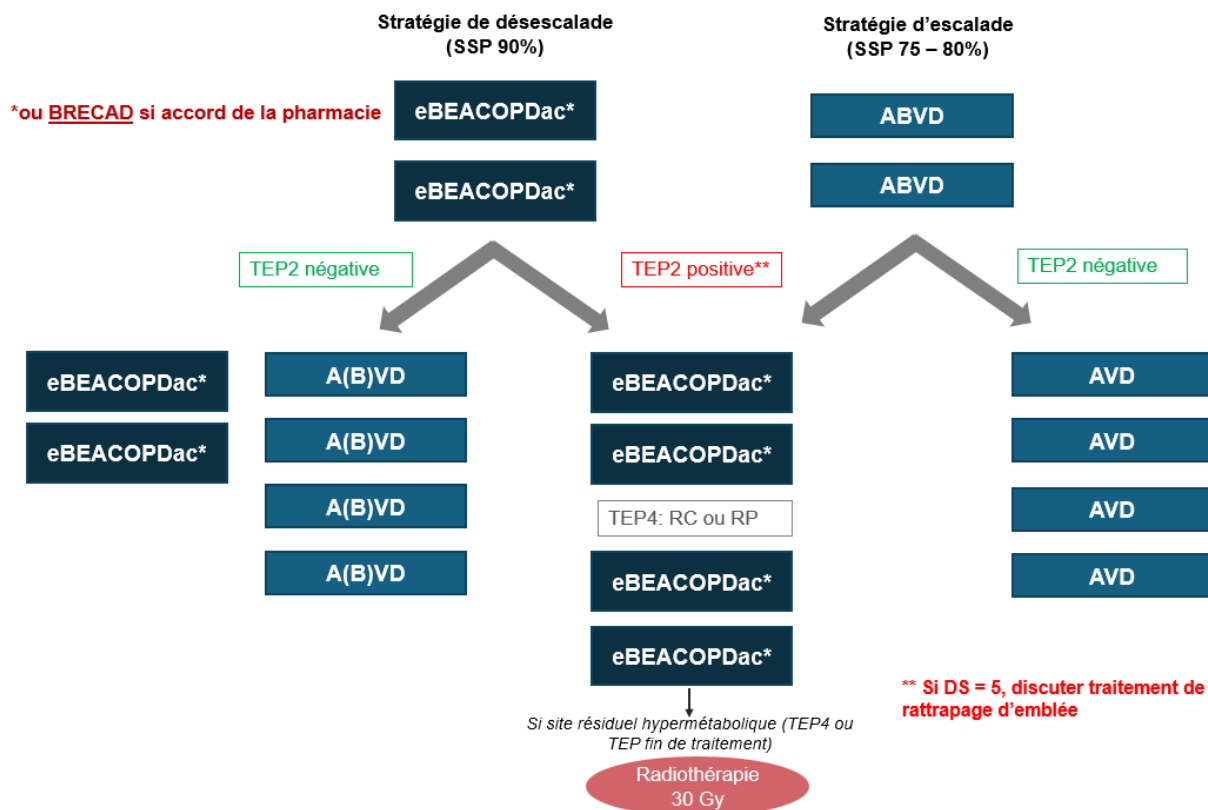 Stratégie de désescalade
(SSP 90%)
Stratégie d'escalade
(SSP 75 – 80%)
*ou BRECAD si accord de la pharmacie
eBEACOPDac*
eBEACOPDac*
ABVD
ABVD
TEP2 négative
TEP2 positive**
TEP2 négative
eBEACOPDac*
eBEACOPDac*
A(B)VD
A(B)VD
A(B)VD
A(B)VD
eBEACOPDac*
eBEACOPDac*
TEP4: RC ou RP
eBEACOPDac*
eBEACOPDac*
AVD
AVD
AVD
AVD
** Si DS = 5, discuter traitement de
rattrapage d'emblée
Si site résiduel hypermétabolique (TEP4 ou
TEP fin de traitement)
Radiothérapie
30 Gy